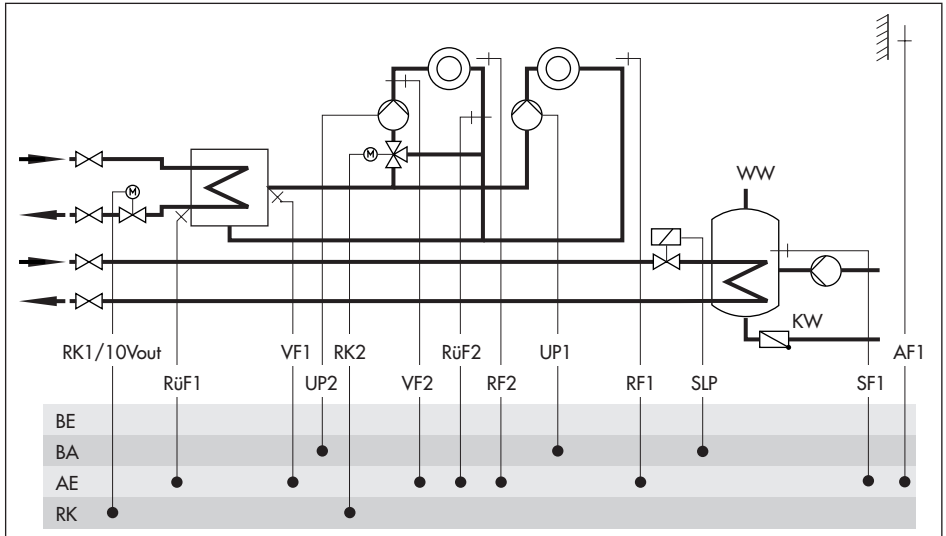 M
M
WW
KW
RK1/10Vout VF1 RK2 RüF2 UP1 AF1
RüF1 UP2 VF2 RF2 RF1 SLP SF1
BE
BA
AE
RK